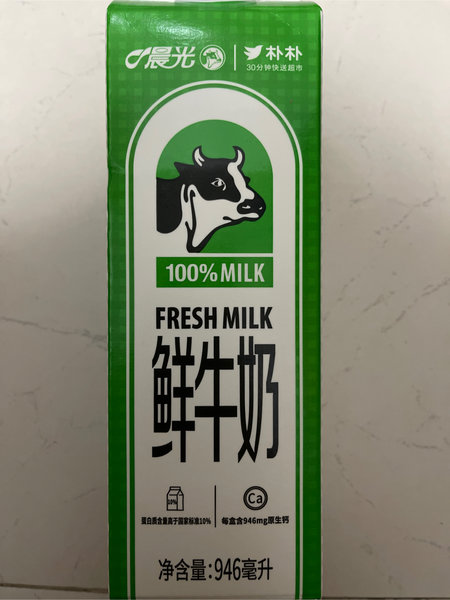 晨光 朴朴
30分钟快送超市
100% MILK
FRESH MILK
鲜牛奶
10% Ca
蛋白质含量高于国家标准10% 每盒含946mg原生钙
净含量:946毫升